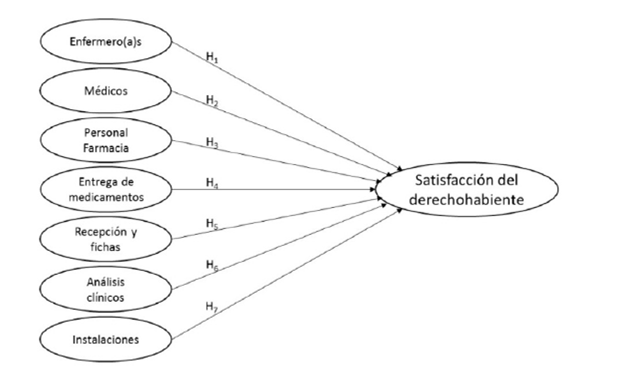 Enfermero(a)s
H1
Médicos
H2
Personal
Farmacia
H3
Entrega de
medicamentos
H4
Recepción y
fichas
H5
Análisis
clínicos
H6
Instalaciones
H7
Satisfacción del
derechohabiente